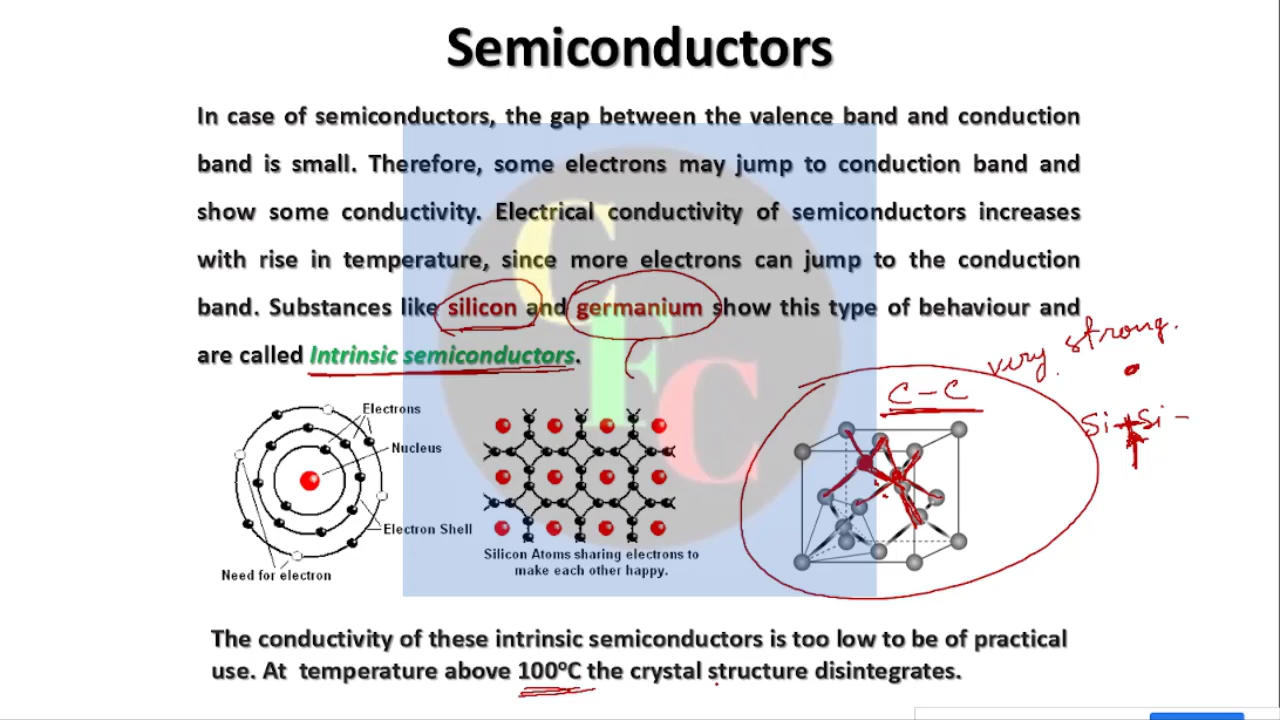 Semiconductors
In case of semiconductors, the gap between the valence band and conduction
band is small. Therefore, some electrons may jump to conduction band and
show some conductivity. Electrical conductivity of semiconductors increases
with rise in temperature, since more electrons can jump to the conduction
band. Substances like silicon and germanium show this type of behaviour and
are called Intrinsic semiconductors.
CFC
very strong.
C - C
Si - Si -
Electrons
Nucleus
Electron Shell
Need for electron
Silicon Atoms sharing electrons to
make each other happy.
The conductivity of these intrinsic semiconductors is too low to be of practical
use. At temperature above 100°C the crystal structure disintegrates.